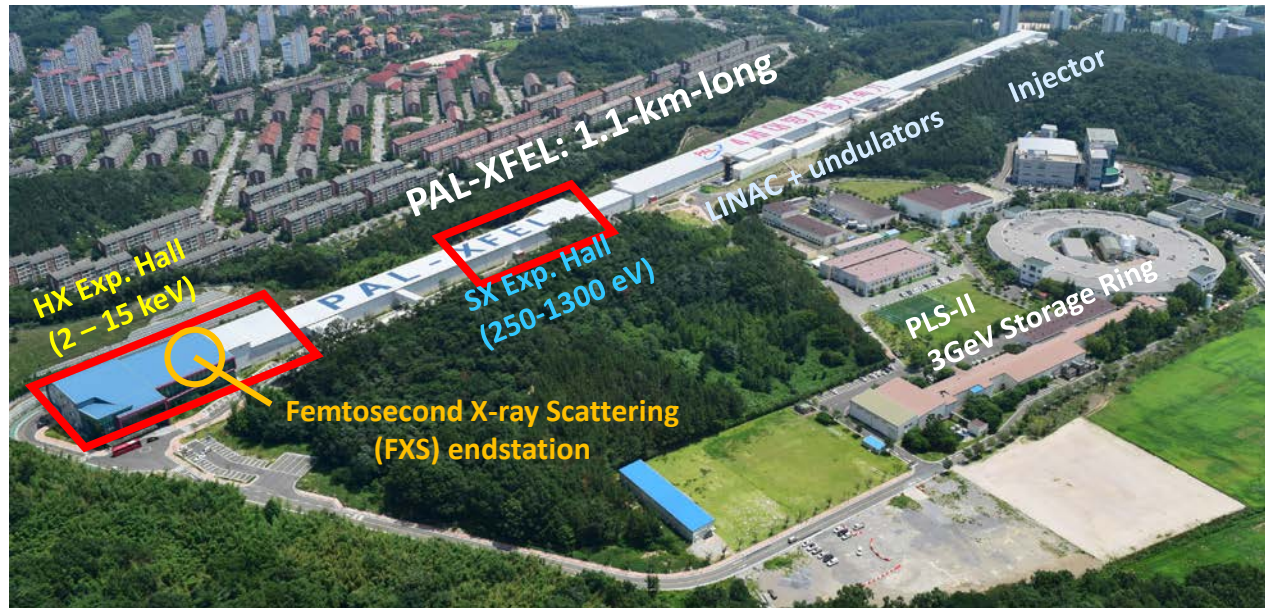 PAL-XFEL: 1.1-km-long
Injector
LINAC + undulators
PAL
PAL-XFEL
HX Exp. Hall
(2 – 15 keV)
SX Exp. Hall
(250-1300 eV)
PLS-II
3GeV Storage Ring
Femtosecond X-ray Scattering
(FXS) endstation